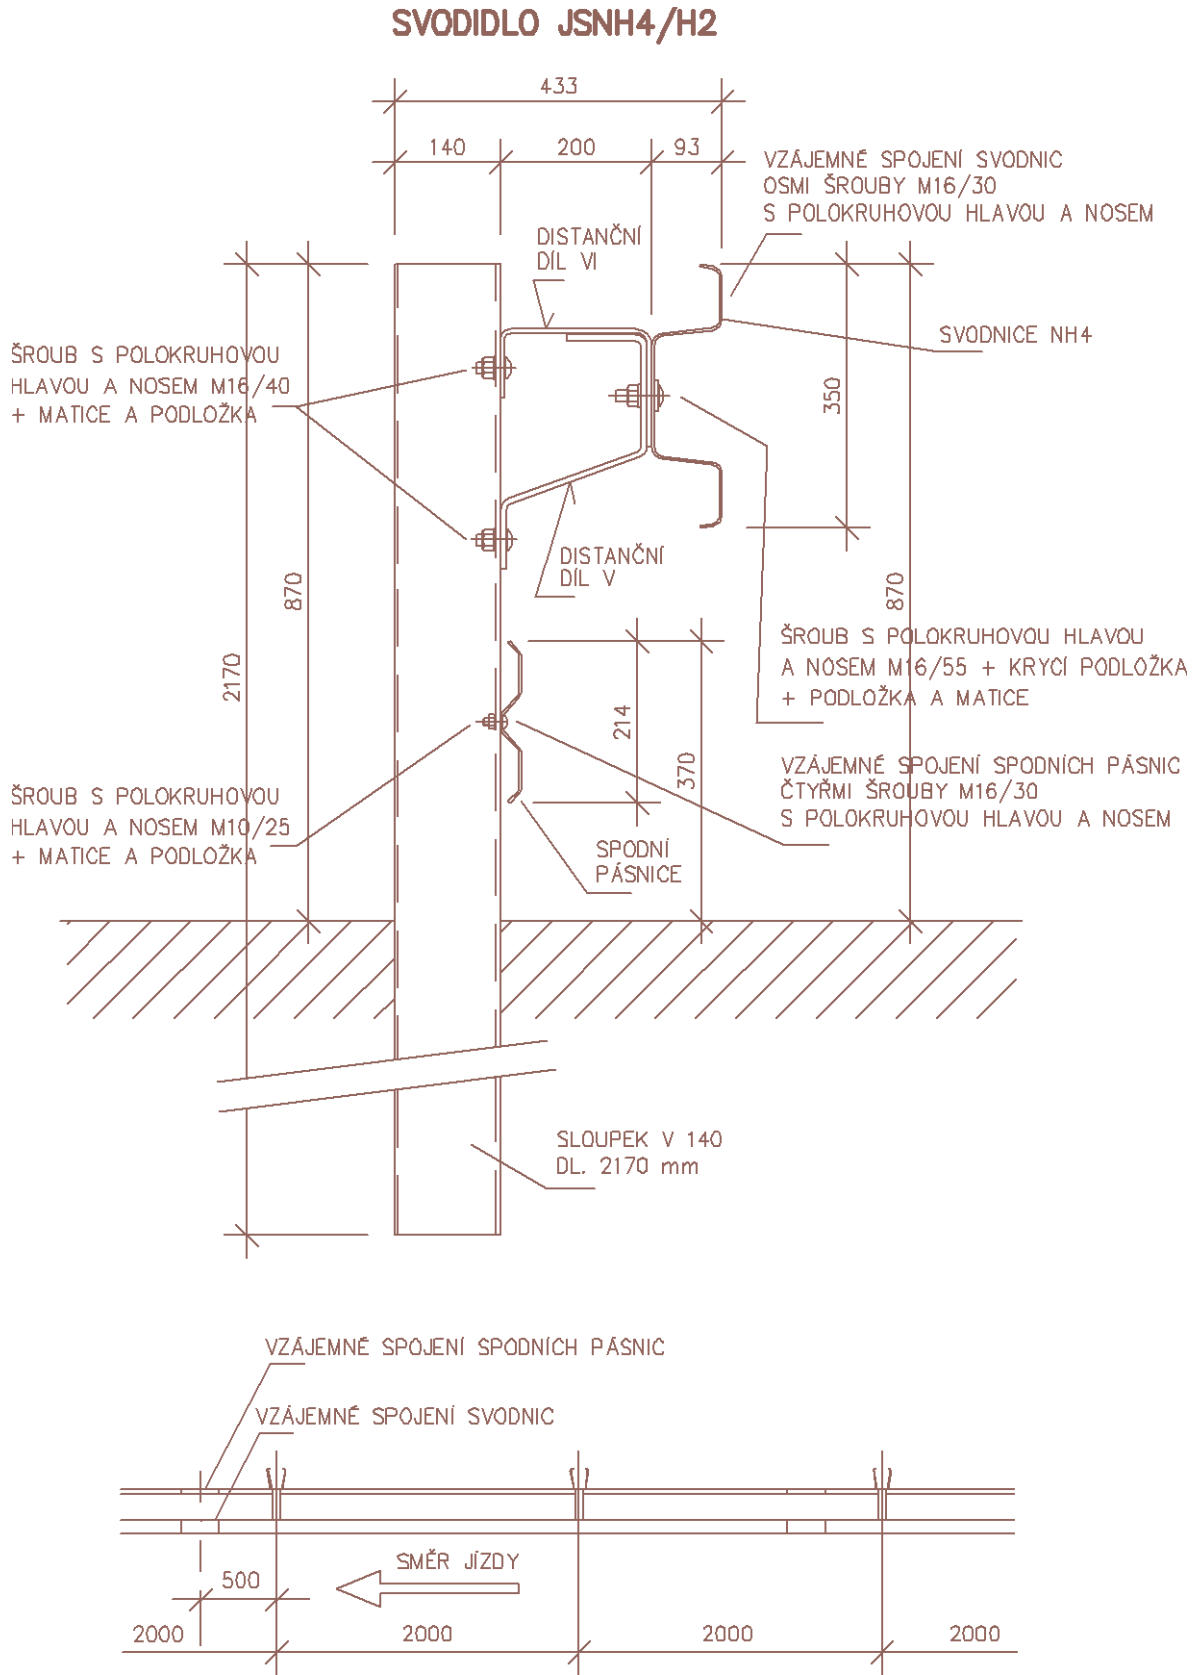 SVODIDLO JSNH4/H2
433
140
200
93
VZÁJEMNÉ SPOJENÍ SVODNIC
OSMI ŠROUBY M16/30
S POLOKRUHOVOU HLAVOU A NOSEM
DISTANČNÍ
DÍL VI
SVODNICE NH4
ŠROUB S POLOKRUHOVOU
HLAVOU A NOSEM M16/40
+ MATICE A PODLOŽKA
350
DISTANČNÍ
DÍL V
870
870
2170
ŠROUB S POLOKRUHOVOU HLAVOU
A NOSEM M16/55 + KRYCÍ PODLOŽKA
+ PODLOŽKA A MATICE
214
370
VZÁJEMNÉ SPOJENÍ SPODNÍCH PÁSNIC
ČTYŘMI ŠROUBY M16/30
S POLOKRUHOVOU HLAVOU A NOSEM
ŠROUB S POLOKRUHOVOU
HLAVOU A NOSEM M10/25
+ MATICE A PODLOŽKA
SPODNÍ
PÁSNICE
SLOUPEK V 140
DL. 2170 mm
VZÁJEMNÉ SPOJENÍ SPODNÍCH PÁSNIC
VZÁJEMNÉ SPOJENÍ SVODNIC
SMĚR JÍZDY
500
2000
2000
2000
2000